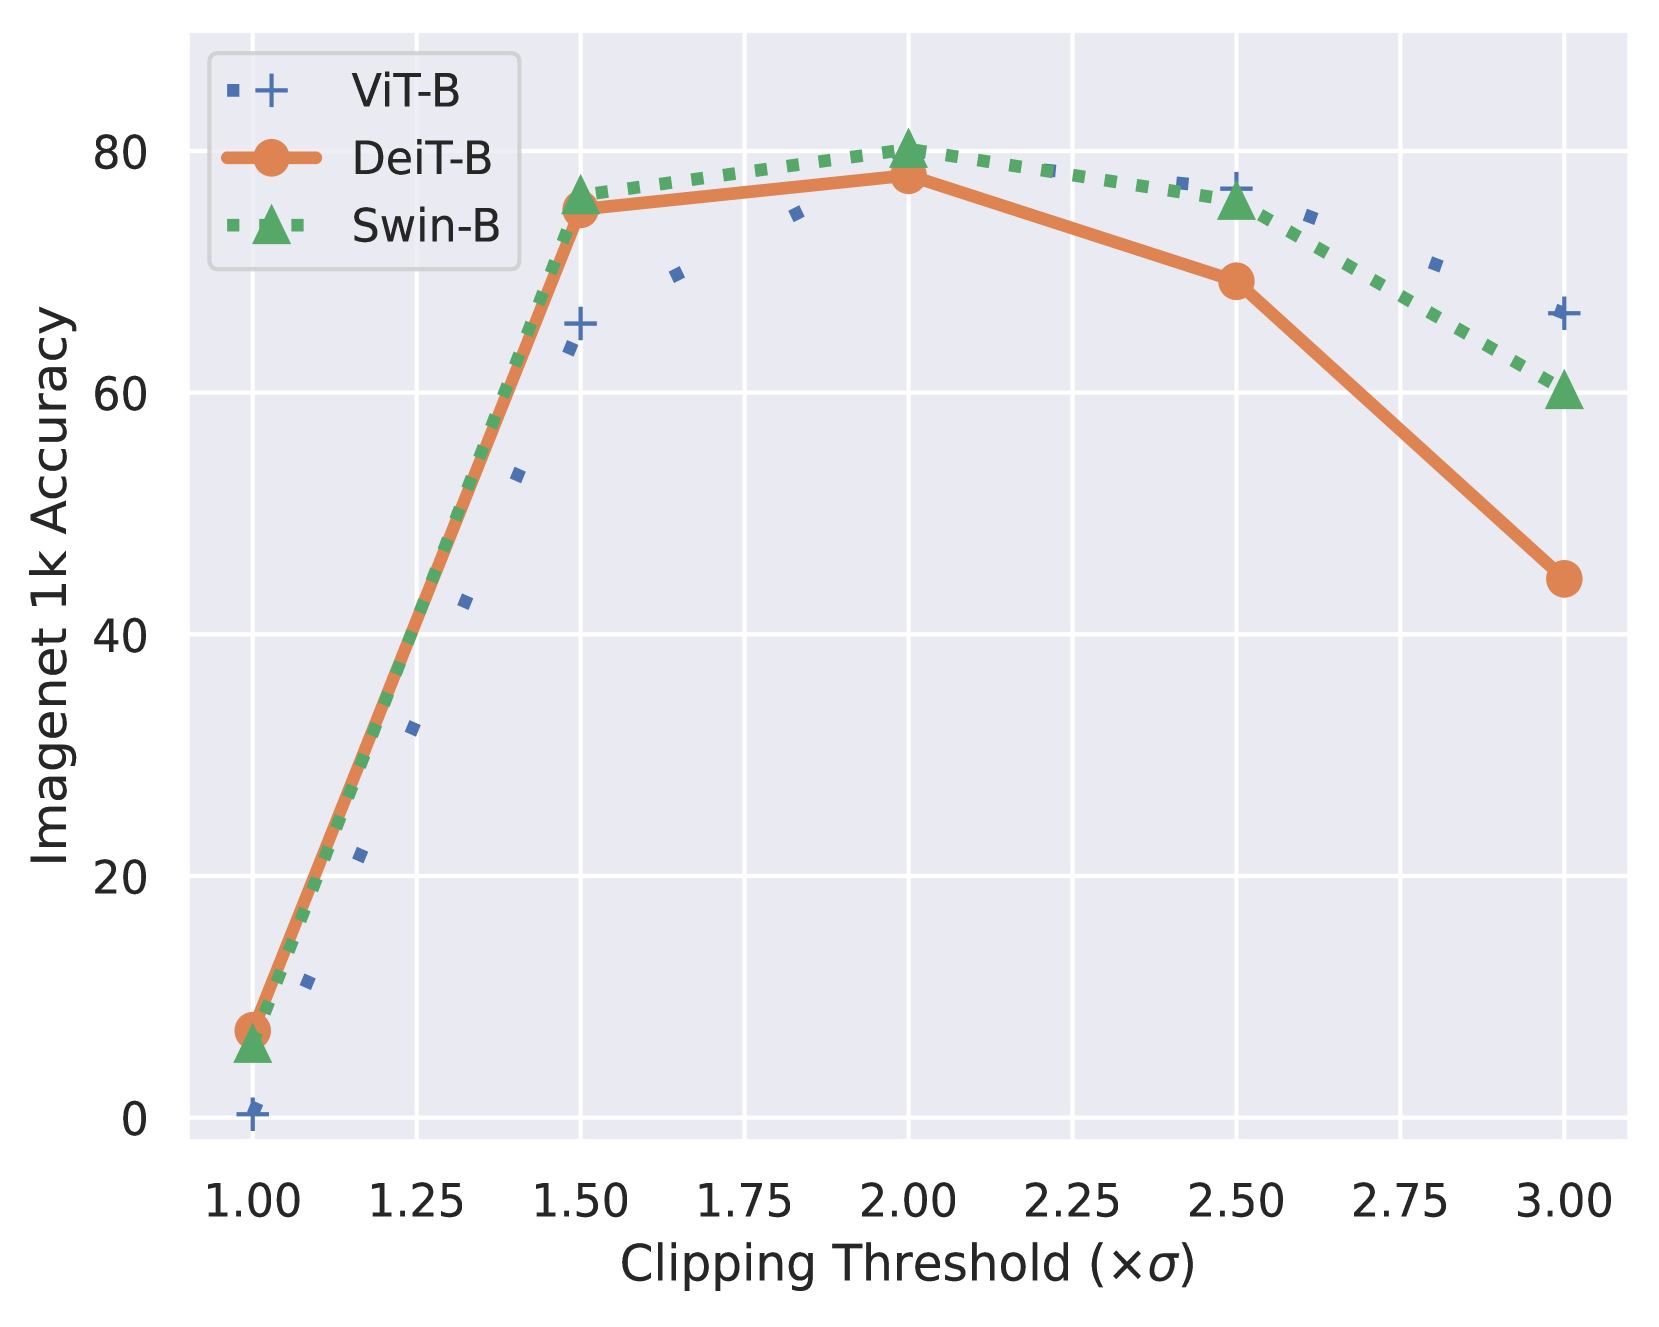 ViT-B
DeiT-B
Swin-B
80
60
40
20
0
Imagenet 1k Accuracy
1.00 1.25 1.50 1.75 2.00 2.25 2.50 2.75 3.00
Clipping Threshold (×σ)